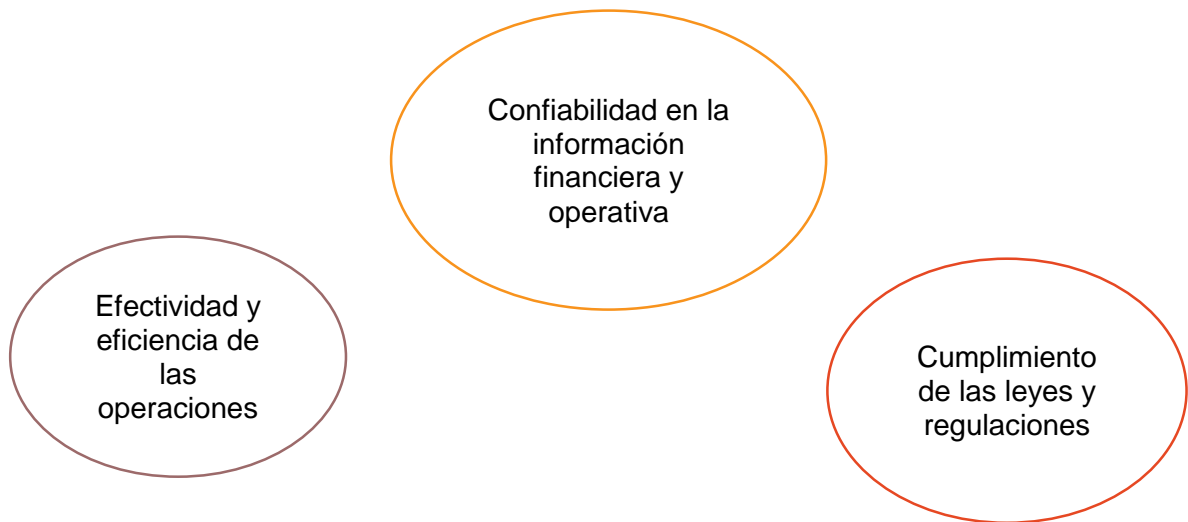 Confiabilidad en la
información
financiera y
operativa
Efectividad y
eficiencia de
las
operaciones
Cumplimiento
de las leyes y
regulaciones